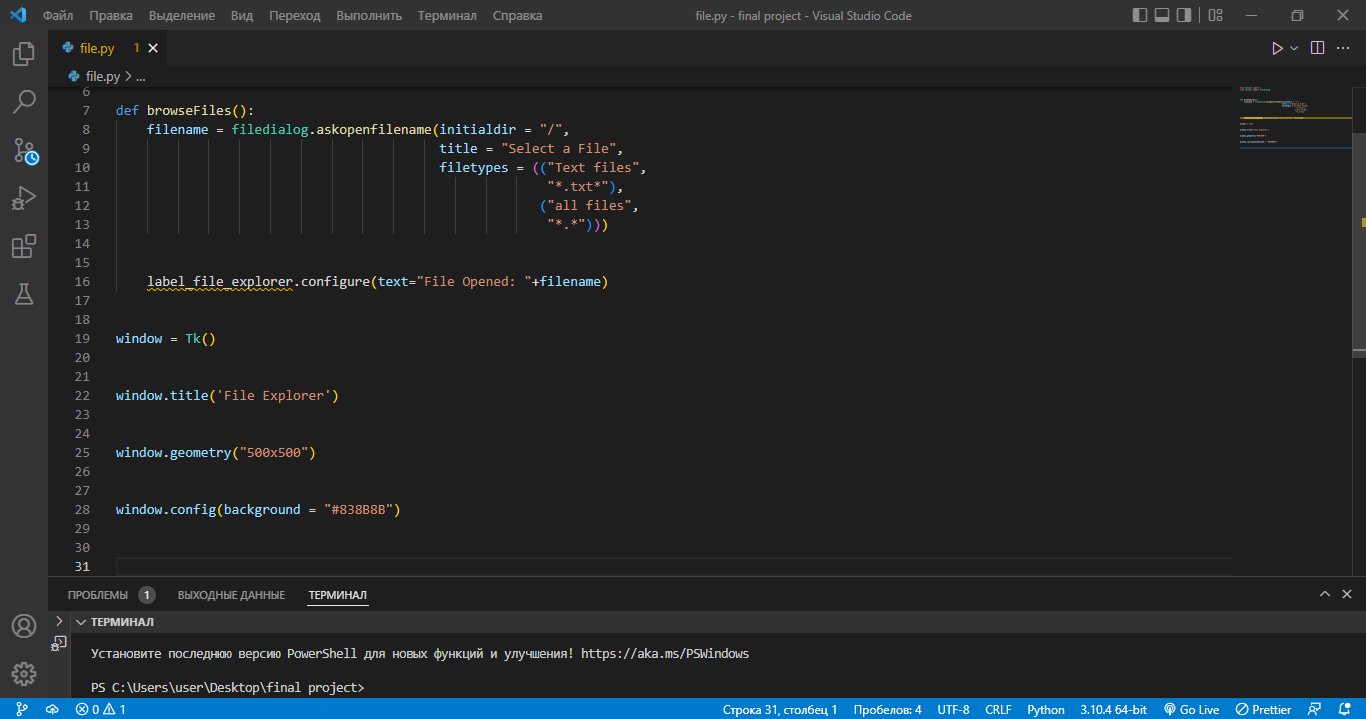 Файл Правка Выделение Вид Переход Выполнить Терминал Справка file.py - final project - Visual Studio Code
file.py 1
file.py > ...
6
7 def browseFiles():
8 filename = filedialog.askopenfilename(initialdir = "/",
9 title = "Select a File",
10 filetypes = (("Text files",
11 "*.txt*"),
12 ("all files",
13 "*.*")))
14
15
16 label_file_explorer.configure(text="File Opened: "+filename)
17
18
19 window = Tk()
20
21
22 window.title('File Explorer')
23
24
25 window.geometry("500x500")
26
27
28 window.config(background = "#838B8B")
29
30
31
ПРОБЛЕМЫ 1 ВЫХОДНЫЕ ДАННЫЕ ТЕРМИНАЛ
ТЕРМИНАЛ
Установите последнюю версию PowerShell для новых функций и улучшения! https://aka.ms/PSWindows
PS C:\Users\user\Desktop\final project>
0 1 Строка 31, столбец 1 Пробелов: 4 UTF-8 CRLF Python 3.10.4 64-bit Go Live Prettier